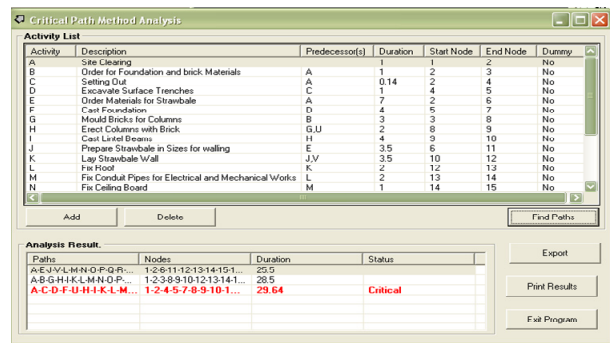 Critical Path Method Analysis
Activity List
Activity Description Predecessor(s) Duration Start Node End Node Dummy
A Site Clearing 1 1 2 No
B Order for Foundation and brick Materials A 1 2 3 No
C Setting Out A 0.14 2 4 No
D Excavate Surface Trenches C 1 4 5 No
E Order Materials for Strawbale A 7 2 6 No
F Cast Foundation D 4 5 7 No
G Mould Bricks for Columns B 3 3 8 No
H Erect Columns with Brick G,U 2 8 9 No
I Cast Lintel Beams H 4 9 10 No
J Prepare Strawbale in Sizes for walling E 3.5 6 11 No
K Lay Strawbale Wall J,V 3.5 10 12 No
L Fix Roof K 2 12 13 No
M Fix Conduit Pipes for Electrical and Mechanical Works L 2 13 14 No
N Fix Ceiling Board M 1 14 15 No
Add Delete Find Paths
Analysis Result.
Paths Nodes Duration Status
A-E-J-V-L-M-N-O-P-Q-R-... 1-2-6-11-12-13-14-15-1... 25.5
A-B-G-H-I-K-L-M-N-O-P-... 1-2-3-8-9-10-12-13-14-1... 28.5
A-C-D-F-U-H-I-K-L-M... 1-2-4-5-7-8-9-10-1... 29.64 Critical
Export
Print Results
Exit Program